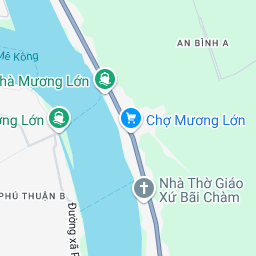 AN BÌNH A
Mê Kông
hà Mương Lớn
ơng Lớn
Chợ Mương Lớn
Nhà Thờ Giáo
Xứ Bãi Chàm
PHÚ THUẬN B
Đường xã P